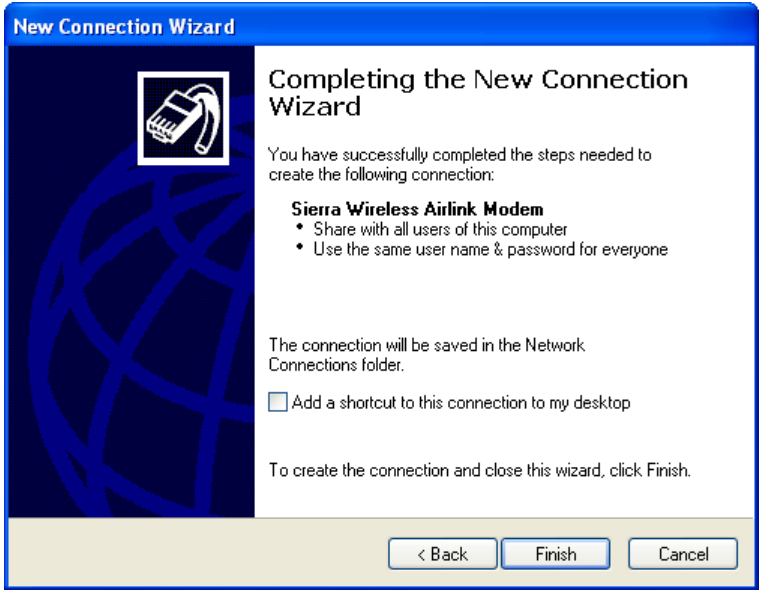 New Connection Wizard
Completing the New Connection
Wizard
You have successfully completed the steps needed to
create the following connection:
Sierra Wireless Airlink Modem
• Share with all users of this computer
• Use the same user name & password for everyone
The connection will be saved in the Network
Connections folder.
Add a shortcut to this connection to my desktop
To create the connection and close this wizard, click Finish.
< Back
Finish
Cancel